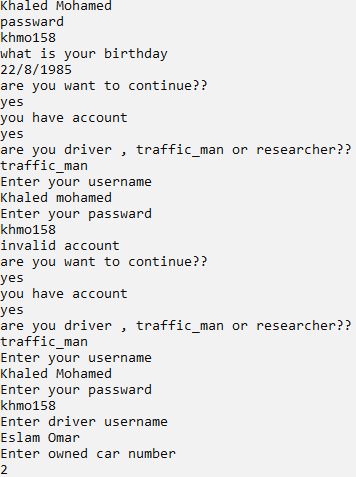 Khaled Mohamed
passward
khmo158
what is your birthday
22/8/1985
are you want to continue??
yes
you have account
yes
are you driver , traffic_man or researcher??
traffic_man
Enter your username
Khaled mohamed
Enter your passward
khmo158
invalid account
are you want to continue??
yes
you have account
yes
are you driver , traffic_man or researcher??
traffic_man
Enter your username
Khaled Mohamed
Enter your passward
khmo158
Enter driver username
Eslam Omar
Enter owned car number
2